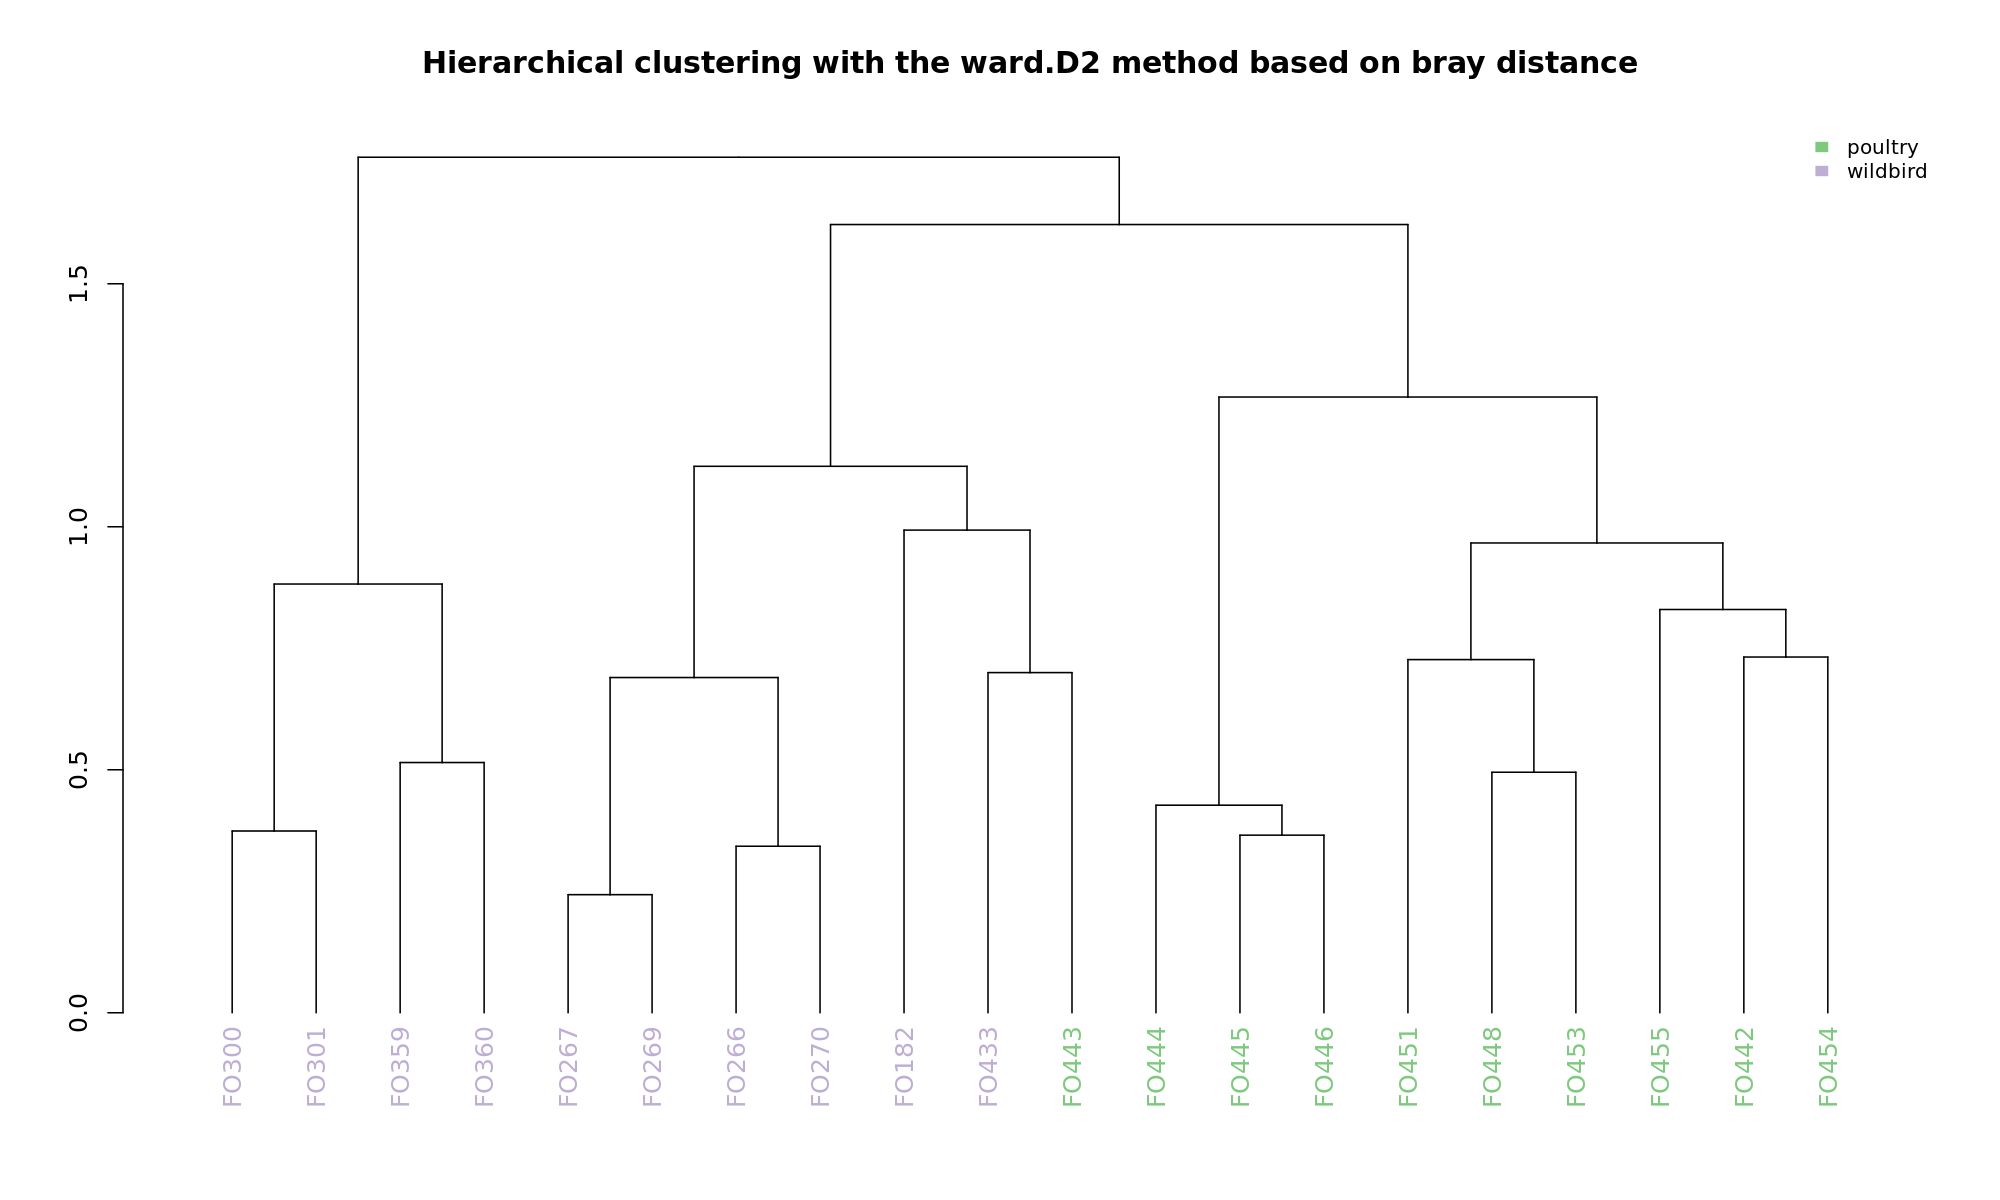 Hierarchical clustering with the ward.D2 method based on bray distance
poultry
wildbird
1.5
1.0
0.5
0.0
FO300
FO301
FO359
FO360
FO267
FO269
FO266
FO270
FO182
FO433
FO443
FO444
FO445
FO446
FO451
FO448
FO453
FO455
FO442
FO454